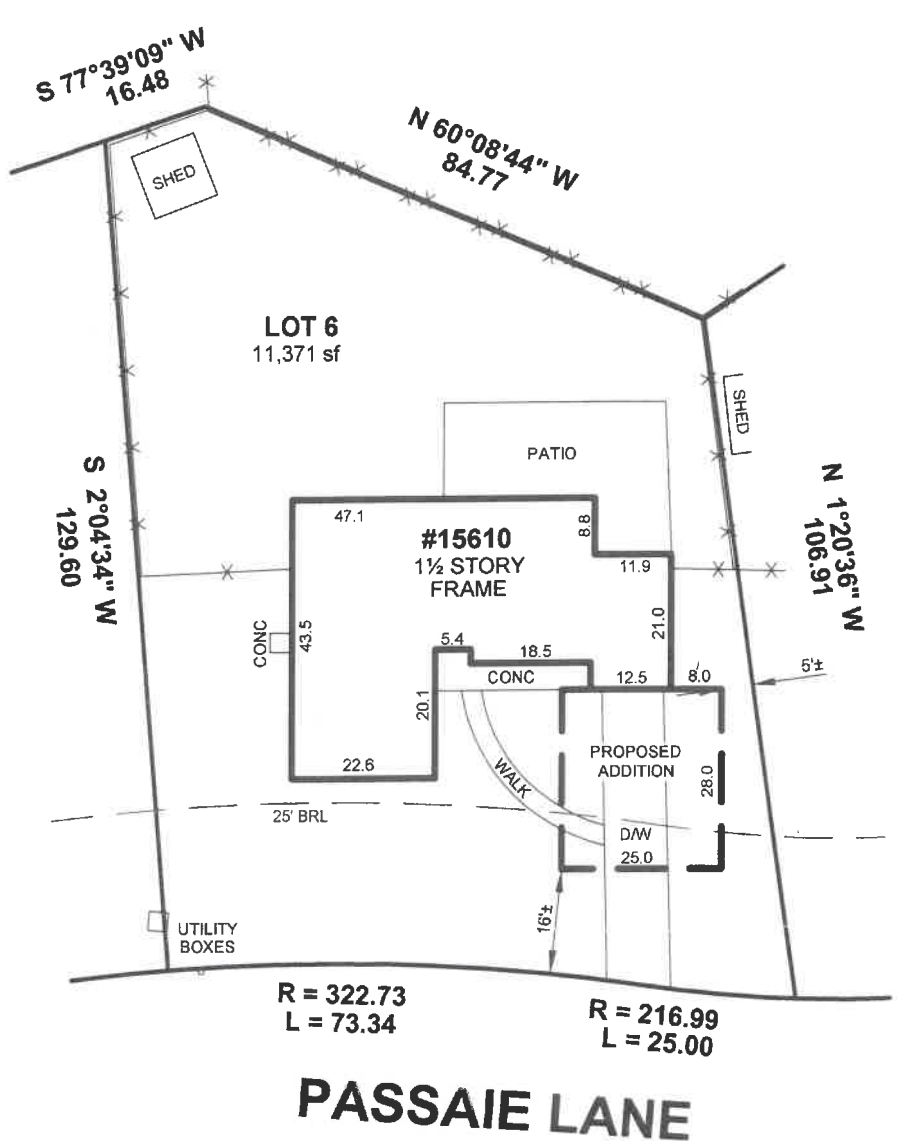 S 77°39'09" W
16.48
N 60°08'44" W
84.77
SHED
LOT 6
11,371 sf
SHED
PATIO
S 2°04'34" W
129.60
N 1°20'36" W
106.91
47.1
8.8
#15610
1½ STORY
FRAME
11.9
CONC
43.5
21.0
5.4
18.5
CONC
12.5
8.0
5'±
20.1
PROPOSED
ADDITION
28.0
22.6
WALK
25' BRL
D/W
25.0
16'±
UTILITY
BOXES
R = 322.73
L = 73.34
R = 216.99
L = 25.00
PASSAIE LANE